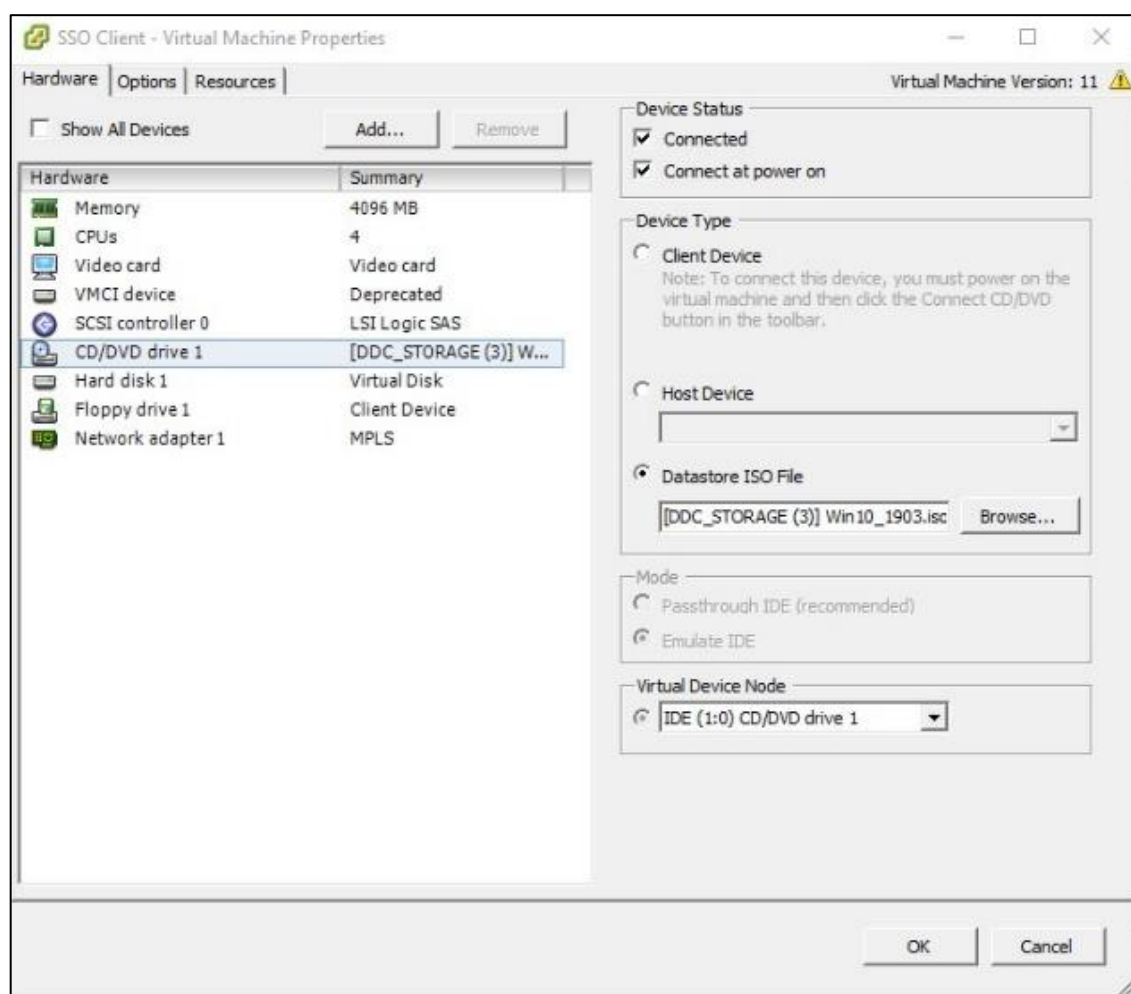 SSO Client - Virtual Machine Properties
Hardware Options Resources
Virtual Machine Version: 11
Show All Devices
Add...
Remove
Hardware Summary
Memory 4096 MB
CPUs 4
Video card Video card
VMCI device Deprecated
SCSI controller 0 LSI Logic SAS
CD/DVD drive 1 [DDC_STORAGE (3)] W...
Hard disk 1 Virtual Disk
Floppy drive 1 Client Device
Network adapter 1 MPLS
Device Status
Connected
Connect at power on
Device Type
Client Device
Note: To connect this device, you must power on the
virtual machine and then click the Connect CD/DVD
button in the toolbar.
Host Device
Datastore ISO File
[DDC_STORAGE (3)] Win10_1903.isc Browse...
Mode
Passthrough IDE (recommended)
Emulate IDE
Virtual Device Node
IDE (1:0) CD/DVD drive 1
OK
Cancel